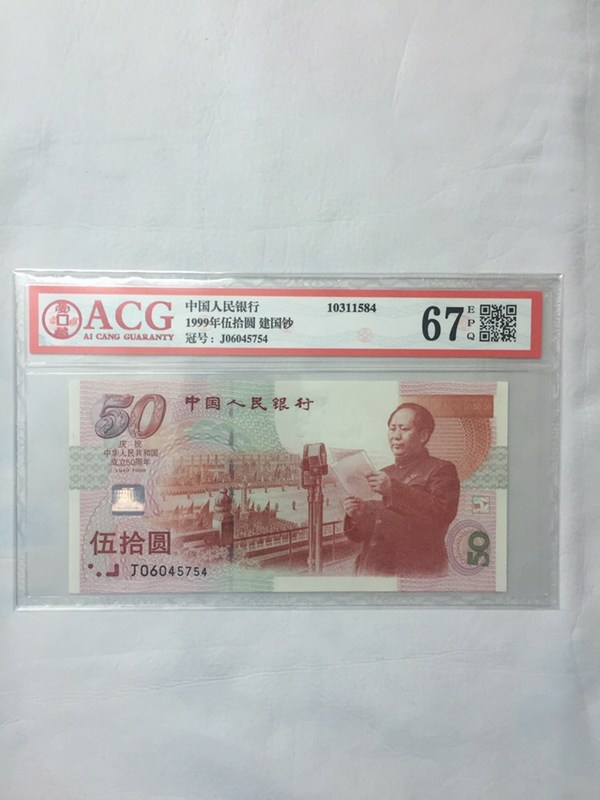 ACG
AI CANG GUARANTY
中国人民银行
10311584
1999年伍拾圆 建国钞
冠号: J06045754
67
EPQ
50
中国人民银行
庆祝
中华人民共和国
成立50周年
1949 1999
伍拾圆
J06045754
50